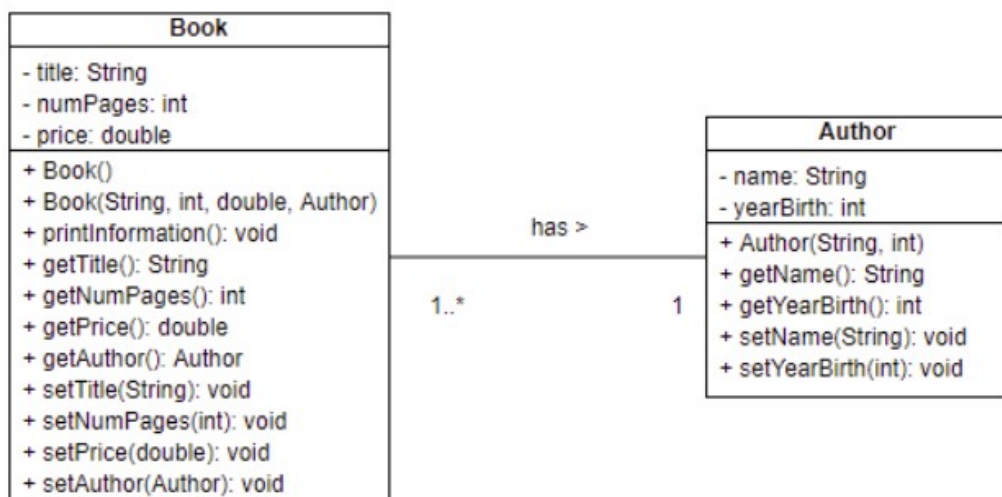 Book
- title: String
- numPages: int
- price: double
+ Book()
+ Book(String, int, double, Author)
+ printInformation(): void
+ getTitle(): String
+ getNumPages(): int
+ getPrice(): double
+ getAuthor(): Author
+ setTitle(String): void
+ setNumPages(int): void
+ setPrice(double): void
+ setAuthor(Author): void
has >
1..*
1
Author
- name: String
- yearBirth: int
+ Author(String, int)
+ getName(): String
+ getYearBirth(): int
+ setName(String): void
+ setYearBirth(int): void